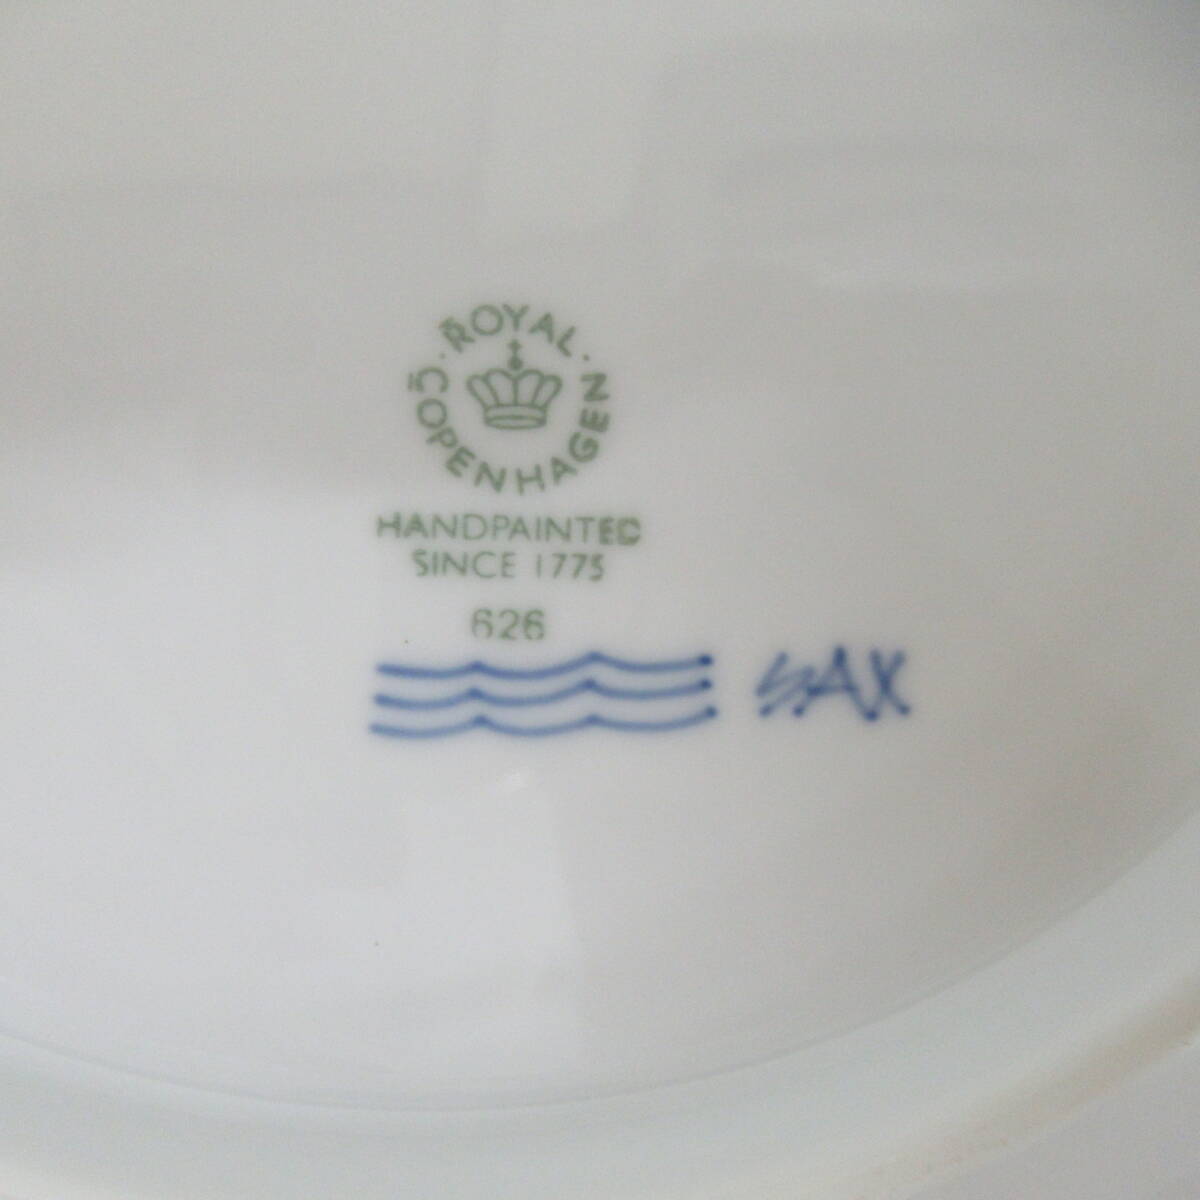 ROYAL COPENHAGEN
HANDPAINTED
SINCE 1775
626
SAX